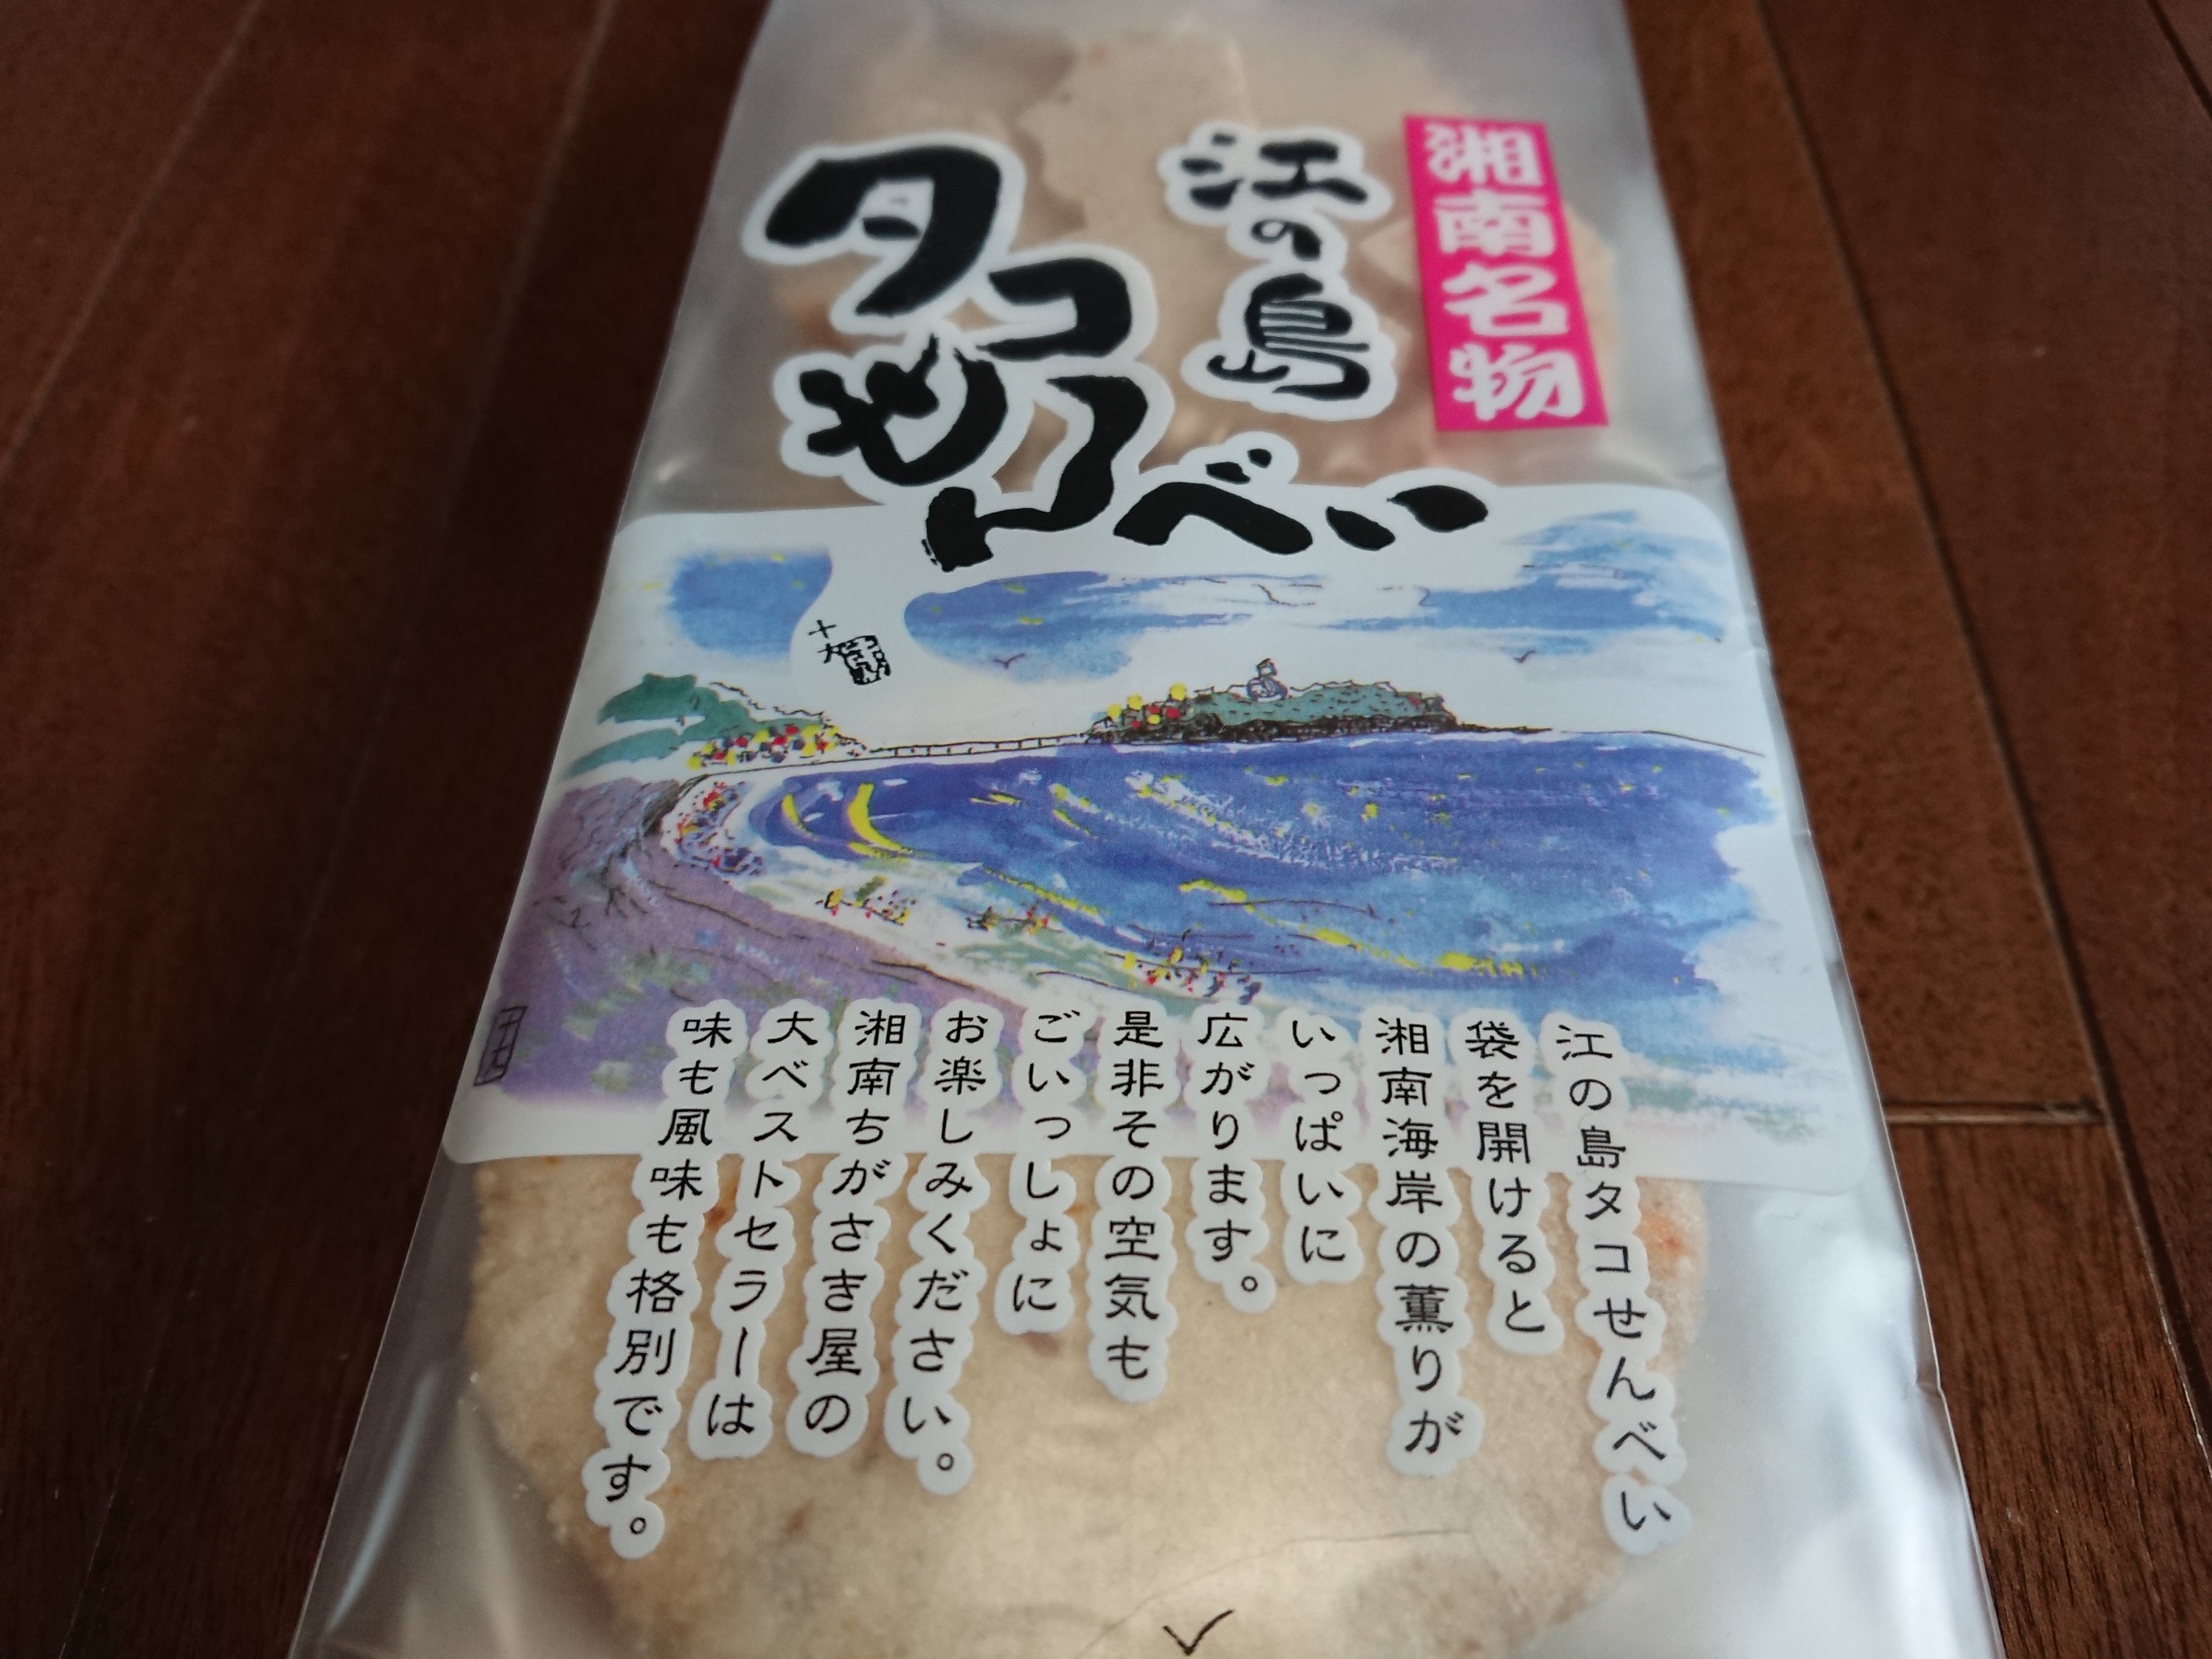 湘南名物
江の島
タコせんべい
江の島タコせんべい
袋を開けると
湘南海岸の薫りが
いっぱいに
広がります。
是非その空気も
ごいっしょに
お楽しみください。
湘南ちがさき屋の
大ベストセラーは
味も風味も格別です。